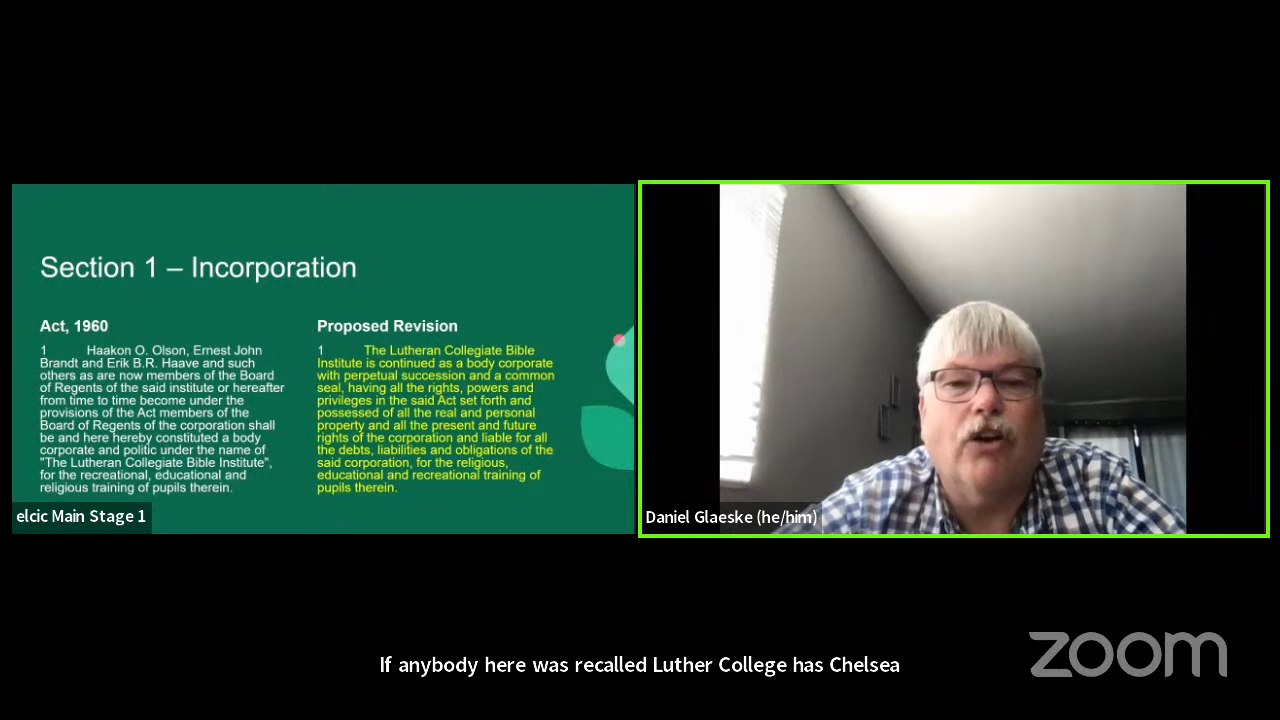 Section 1 – Incorporation
Act, 1960
1 Haakon O. Olson, Ernest John
Brandt and Erik B.R. Haave and such
others as are now members of the Board
of Regents of the said institute or hereafter
from time to time become under the
provisions of the Act members of the
Board of Regents of the corporation shall
be and here hereby constituted a body
corporate and politic under the name of
"The Lutheran Collegiate Bible Institute",
for the recreational, educational and
religious training of pupils therein.
Proposed Revision
1 The Lutheran Collegiate Bible
Institute is continued as a body corporate
with perpetual succession and a common
seal, having all the rights, powers and
privileges in the said Act set forth and
possessed of all the real and personal
property and all the present and future
rights of the corporation and liable for all
the debts, liabilities and obligations of the
said corporation, for the religious,
educational and recreational training of
pupils therein.
elcic Main Stage 1
Daniel Glaeske (he/him)
If anybody here was recalled Luther College has Chelsea
zoom